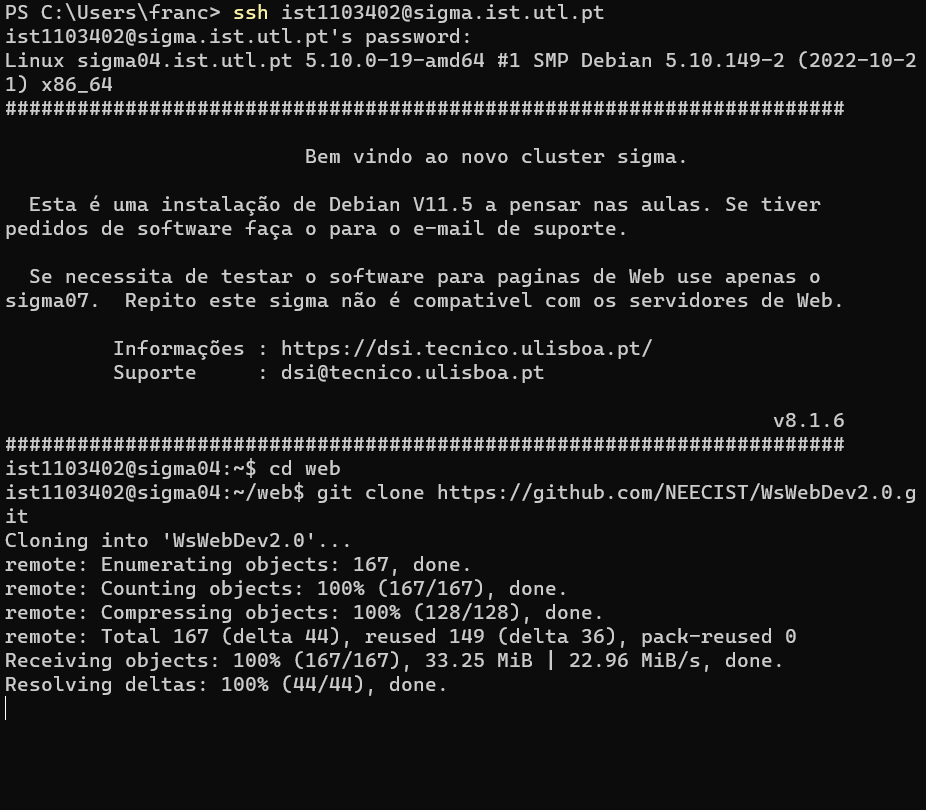 PS C:\Users\franc> ssh ist1103402@sigma.ist.utl.pt
ist1103402@sigma.ist.utl.pt's password:
Linux sigma04.ist.utl.pt 5.10.0-19-amd64 #1 SMP Debian 5.10.149-2 (2022-10-2
1) x86_64
######################################################################
Bem vindo ao novo cluster sigma.
Esta é uma instalação de Debian V11.5 a pensar nas aulas. Se tiver
pedidos de software faça o para o e-mail de suporte.
Se necessita de testar o software para paginas de Web use apenas o
sigma07.  Repito este sigma não é compativel com os servidores de Web.
Informações : https://dsi.tecnico.ulisboa.pt/
Suporte     : dsi@tecnico.ulisboa.pt
v8.1.6
######################################################################
ist1103402@sigma04:~$ cd web
ist1103402@sigma04:~/web$ git clone https://github.com/NEECIST/WsWebDev2.0.g
it
Cloning into 'WsWebDev2.0'...
remote: Enumerating objects: 167, done.
remote: Counting objects: 100% (167/167), done.
remote: Compressing objects: 100% (128/128), done.
remote: Total 167 (delta 44), reused 149 (delta 36), pack-reused 0
Receiving objects: 100% (167/167), 33.25 MiB | 22.96 MiB/s, done.
Resolving deltas: 100% (44/44), done.